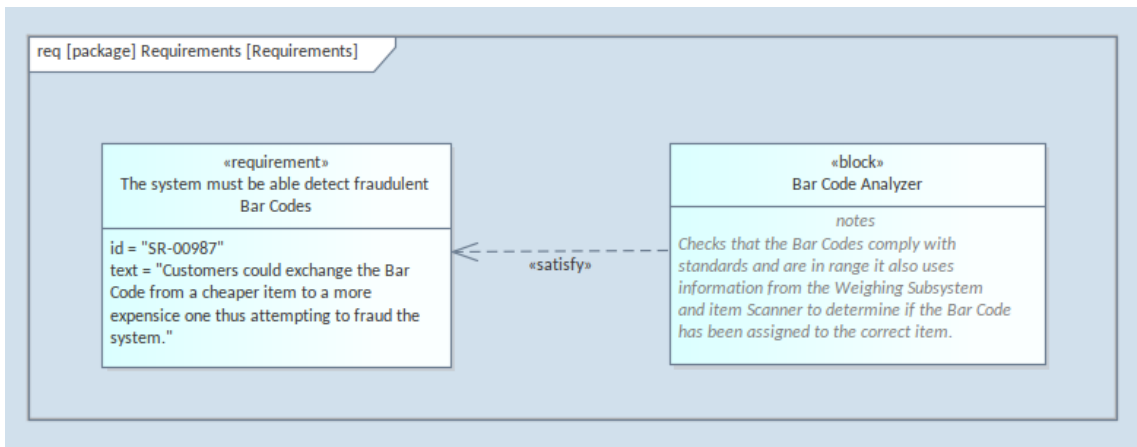 req [package] Requirements [Requirements]
«requirement»
The system must be able detect fraudulent
Bar Codes
id = "SR-00987"
text = "Customers could exchange the Bar
Code from a cheaper item to a more
expensice one thus attempting to fraud the
system."
«satisfy»
«block»
Bar Code Analyzer
notes
Checks that the Bar Codes comply with
standards and are in range it also uses
information from the Weighing Subsystem
and item Scanner to determine if the Bar Code
has been assigned to the correct item.